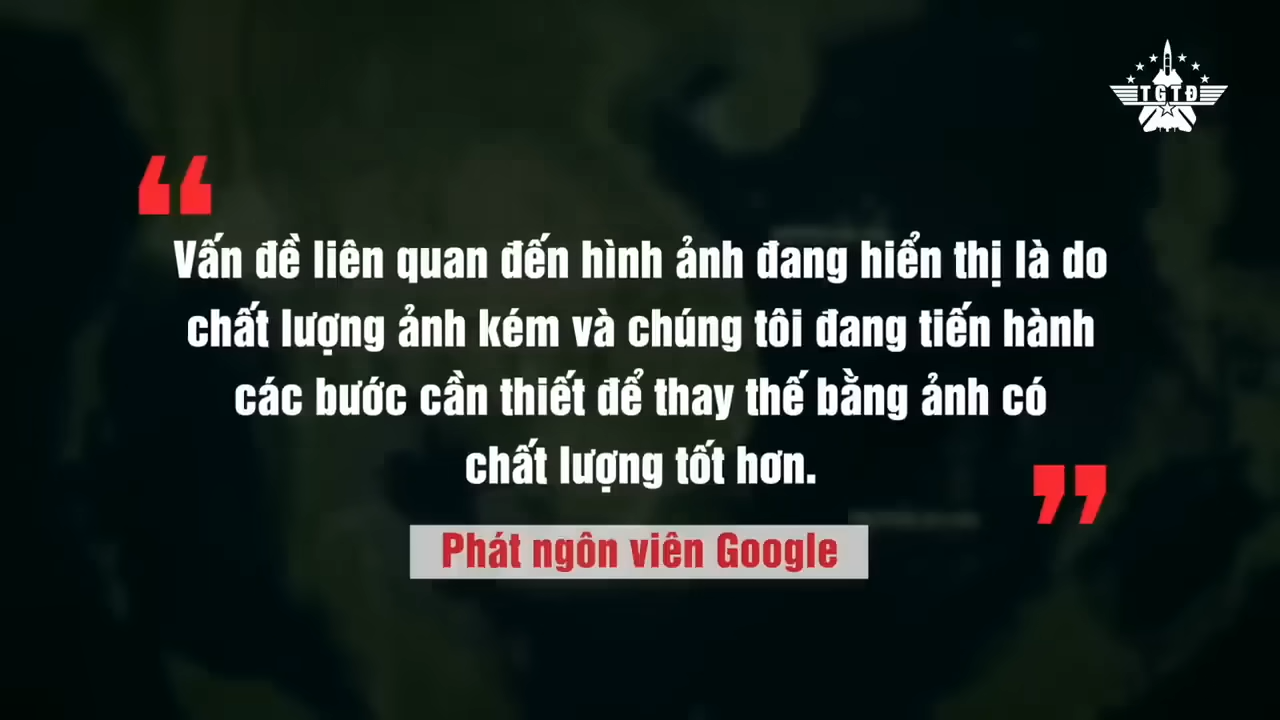 TGTĐ
“
Vấn đề liên quan đến hình ảnh đang hiển thị là do
chất lượng ảnh kém và chúng tôi đang tiến hành
các bước cần thiết để thay thế bằng ảnh có
chất lượng tốt hơn.
”
Phát ngôn viên Google